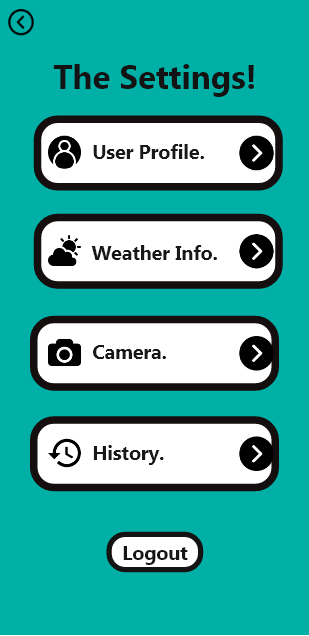 The Settings!
User Profile.
Weather Info.
Camera.
History.
Logout